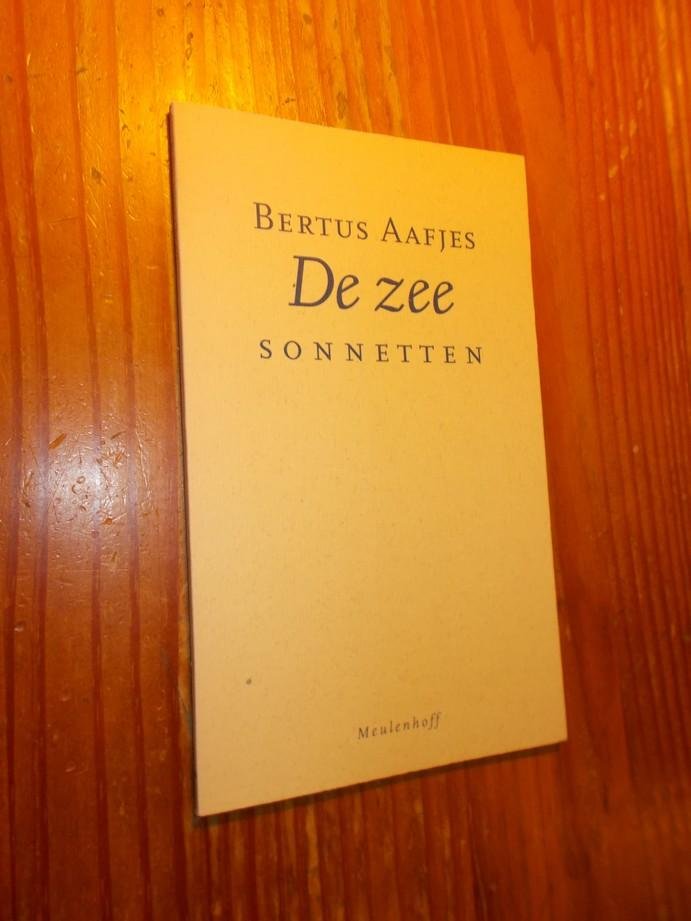 BERTUS AAFJES
De zee
SONNETTEN
Meulenhoff